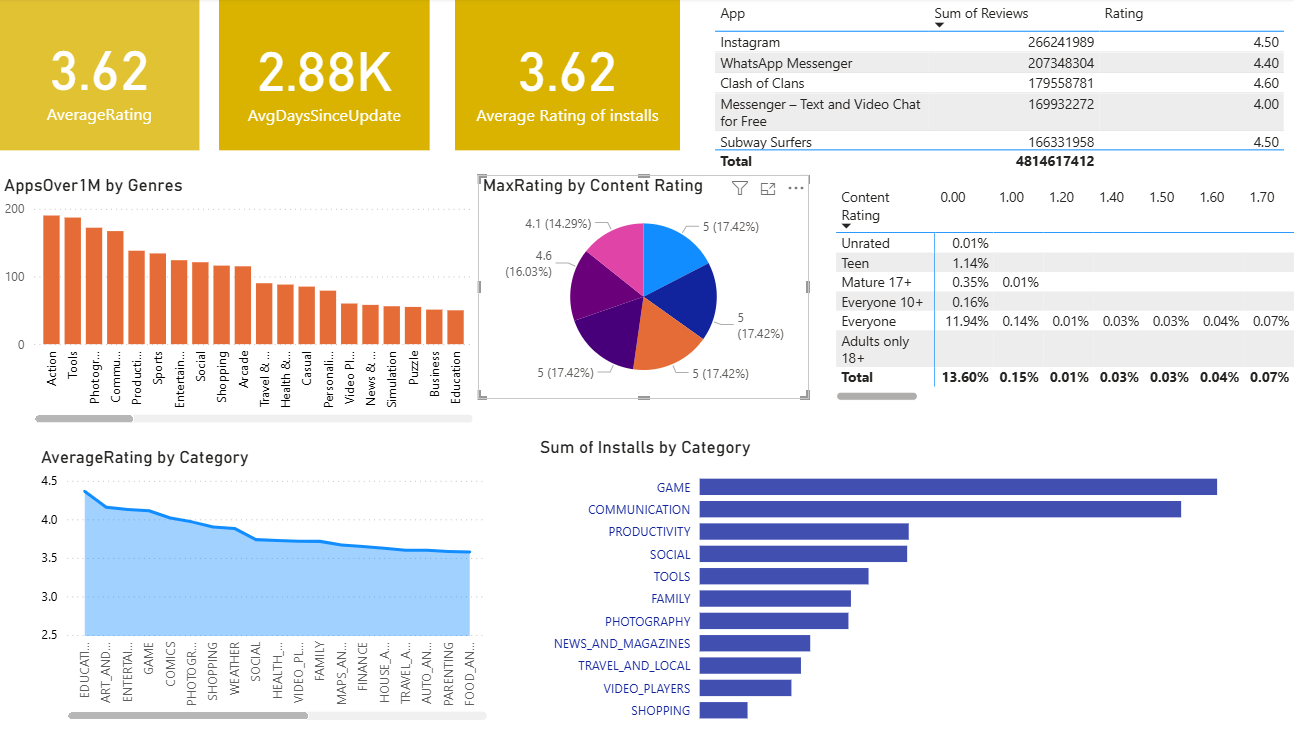 3.62
AverageRating
2.88K
AvgDaysSinceUpdate
3.62
Average Rating of installs
App Sum of Reviews Rating
Instagram 266241989 4.50
WhatsApp Messenger 207348304 4.40
Clash of Clans 179558781 4.60
Messenger – Text and Video Chat
for Free 169932272 4.00
Subway Surfers 166331958 4.50
Total 4814617412
AppsOver1M by Genres
200
100
0
Action
Tools
Photogr...
Commu...
Producti...
Sports
Entertain...
Social
Shopping
Arcade
Travel & ...
Health &...
Casual
Personali...
Video Pl...
News & ...
Simulation
Puzzle
Business
Education
MaxRating by Content Rating
5 (17.42%)
5
(17.42%)
5 (17.42%)
5 (17.42%)
4.6
(16.03%)
4.1 (14.29%)
Content
Rating
0.00 1.00 1.20 1.40 1.50 1.60 1.70
Unrated 0.01%
Teen 1.14%
Mature 17+ 0.35% 0.01%
Everyone 10+ 0.16%
Everyone 11.94% 0.14% 0.01% 0.03% 0.03% 0.04% 0.07%
Adults only
18+
Total 13.60% 0.15% 0.01% 0.03% 0.03% 0.04% 0.07%
AverageRating by Category
4.5
4.0
3.5
3.0
2.5
EDUCATI...
ART_AND...
ENTERTAI...
GAME
COMICS
PHOTOGR...
SHOPPING
WEATHER
SOCIAL
HEALTH_...
VIDEO_PL...
FAMILY
MAPS_AN...
FINANCE
HOUSE_A...
TRAVEL_A...
AUTO_AN...
PARENTING
FOOD_AN...
Sum of Installs by Category
GAME
COMMUNICATION
PRODUCTIVITY
SOCIAL
TOOLS
FAMILY
PHOTOGRAPHY
NEWS_AND_MAGAZINES
TRAVEL_AND_LOCAL
VIDEO_PLAYERS
SHOPPING